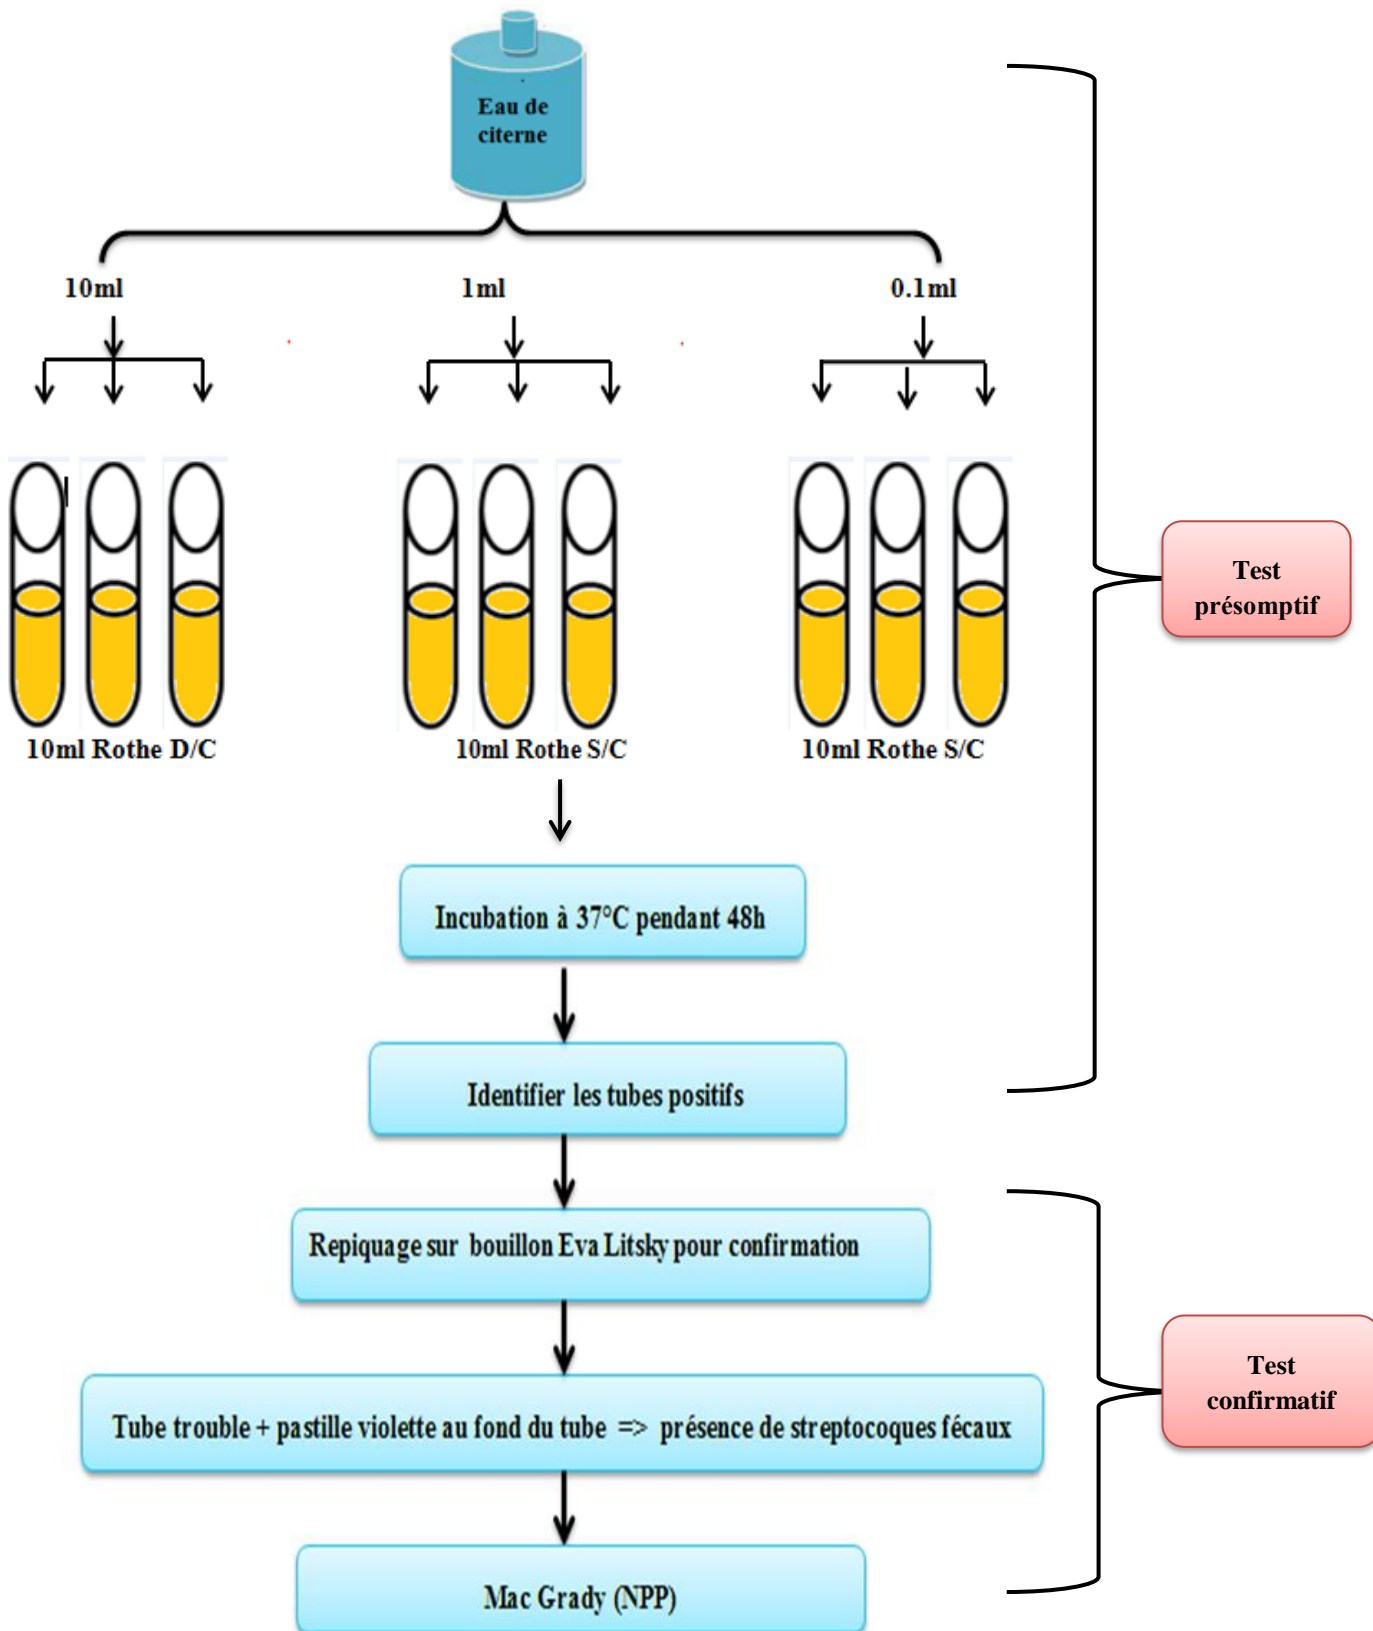 Eau de
citerne
10ml
1ml
0.1ml
10ml Rothe D/C
10ml Rothe S/C
10ml Rothe S/C
Test
présomptif
Incubation à 37°C pendant 48h
Identifier les tubes positifs
Repiquage sur bouillon Eva Litsky pour confirmation
Test
confirmatif
Tube trouble + pastille violette au fond du tube => présence de streptocoques fécaux
Mac Grady (NPP)